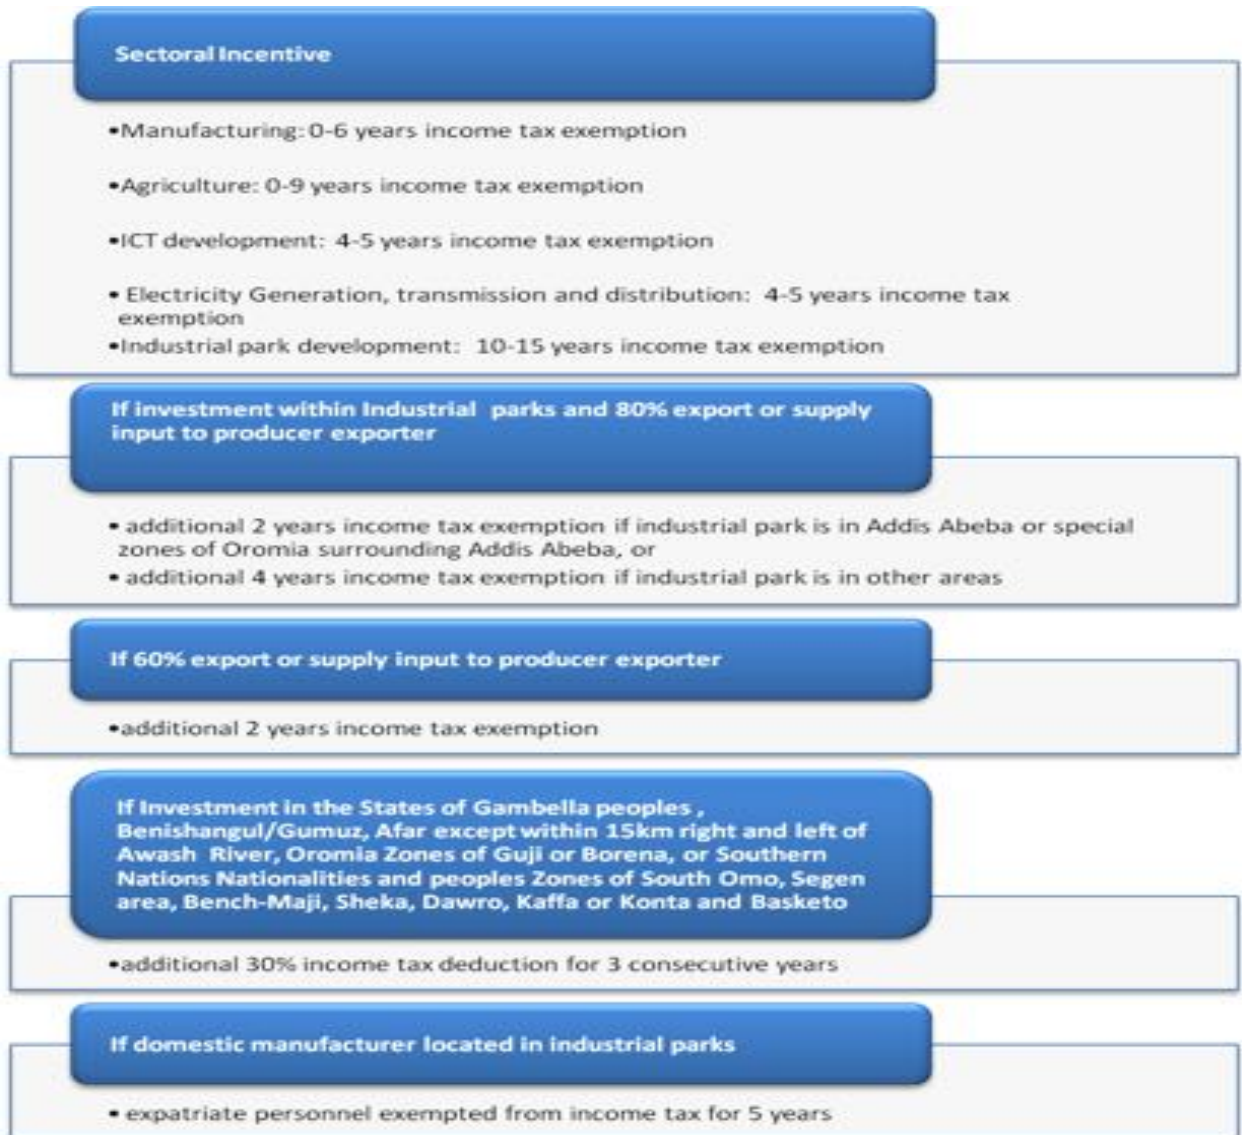 Sectoral Incentive
•Manufacturing: 0-6 years income tax exemption
•Agriculture: 0-9 years income tax exemption
•ICT development: 4-5 years income tax exemption
• Electricity Generation, transmission and distribution: 4-5 years income tax
exemption
•Industrial park development: 10-15 years income tax exemption
If investment within Industrial parks and 80% export or supply
input to producer exporter
• additional 2 years income tax exemption if industrial park is in Addis Abeba or special
zones of Oromia surrounding Addis Abeba, or
• additional 4 years income tax exemption if industrial park is in other areas
If 60% export or supply input to producer exporter
•additional 2 years income tax exemption
If Investment in the States of Gambella peoples ,
Benishangul/Gumuz, Afar except within 15km right and left of
Awash River, Oromia Zones of Guji or Borena, or Southern
Nations Nationalities and peoples Zones of South Omo, Segen
area, Bench-Maji, Sheka, Dawro, Kaffa or Konta and Basketo
•additional 30% income tax deduction for 3 consecutive years
If domestic manufacturer located in industrial parks
• expatriate personnel exempted from income tax for 5 years